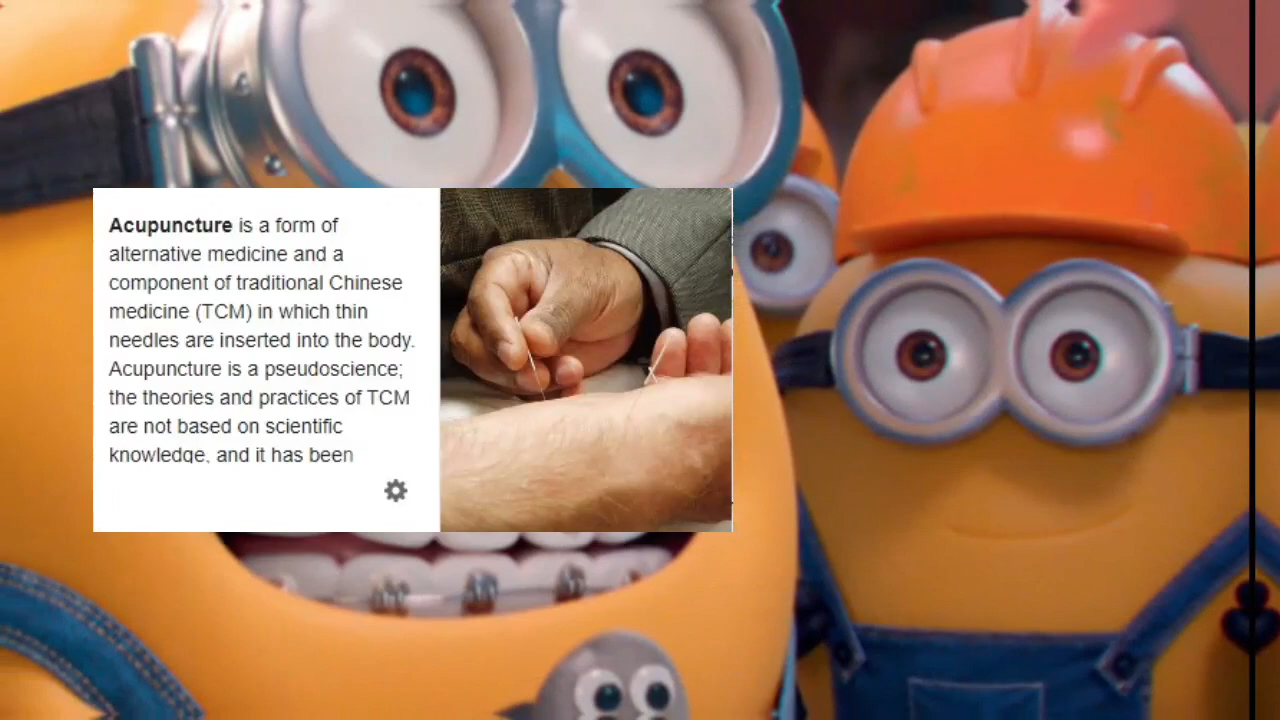 Acupuncture is a form of
alternative medicine and a
component of traditional Chinese
medicine (TCM) in which thin
needles are inserted into the body.
Acupuncture is a pseudoscience;
the theories and practices of TCM
are not based on scientific
knowledge, and it has been